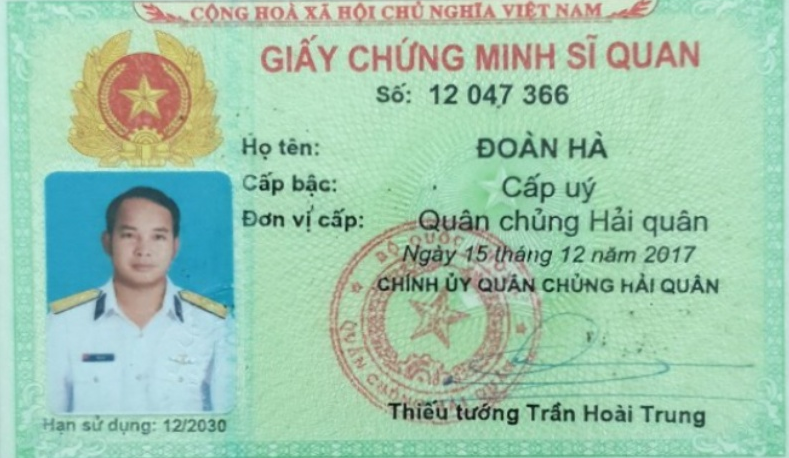 CỘNG HOÀ XÃ HỘI CHỦ NGHĨA VIỆT NAM
GIẤY CHỨNG MINH SĨ QUAN
Số: 12 047 366
Họ tên: ĐOÀN HÀ
Cấp bậc: Cấp uý
Đơn vị cấp: Quân chủng Hải quân
Ngày 15 tháng 12 năm 2017
CHÍNH ỦY QUÂN CHỦNG HẢI QUÂN
Thiếu tướng Trần Hoài Trung
Hạn sử dụng: 12/2030